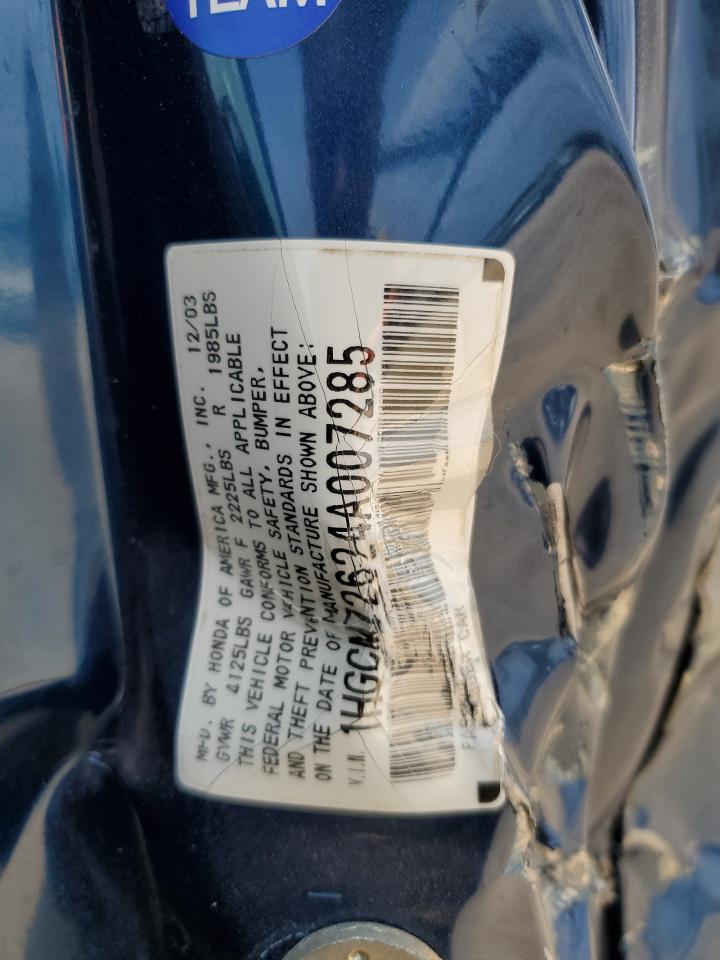 TEAM
MFD. BY HONDA OF AMERICA MFG., INC. 12/03
GVWR 4125LBS GAWR F 2225LBS R 1985LBS
THIS VEHICLE CONFORMS TO ALL APPLICABLE
FEDERAL MOTOR VEHICLE SAFETY, BUMPER,
AND THEFT PREVENTION STANDARDS IN EFFECT
ON THE DATE OF MANUFACTURE SHOWN ABOVE:
V.I.N. 1HGCM72624A007285
CAR